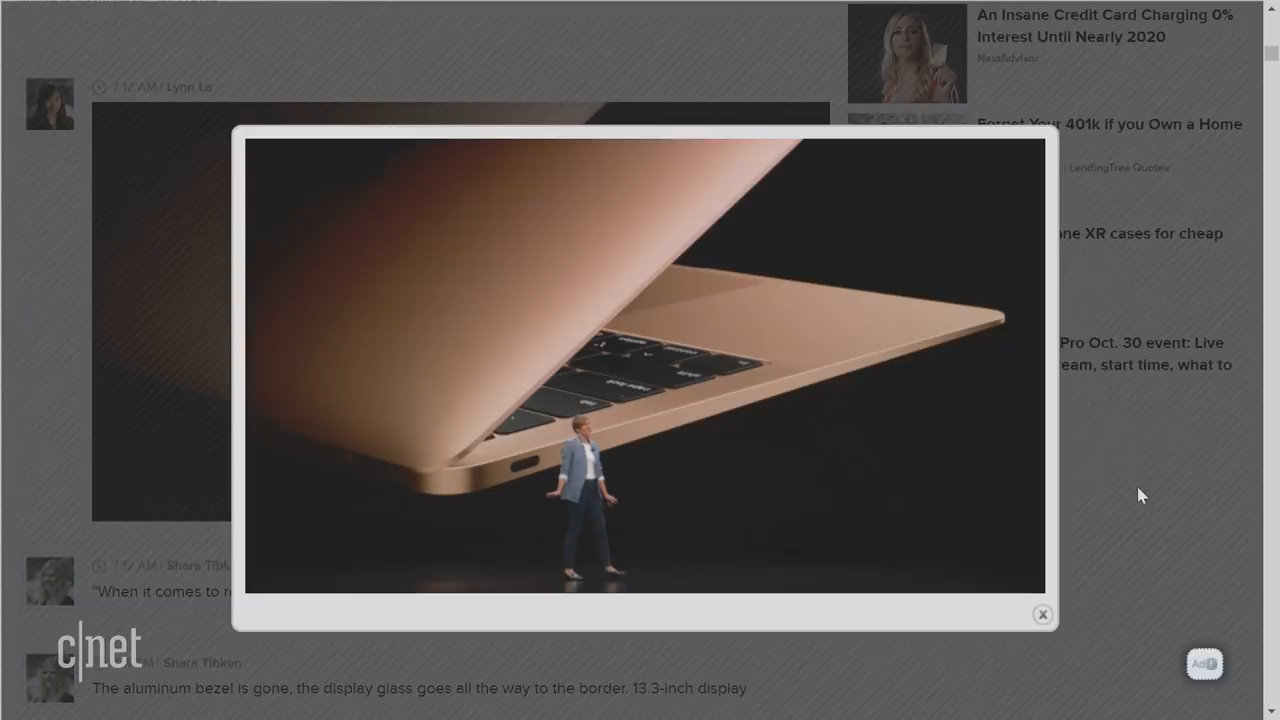 An Insane Credit Card Charging 0%
Interest Until Nearly 2020
NextAdvisor
7:12 AM | Lynn La
Forget Your 401k if you Own a Home
| LendingTree Quotes
one XR cases for cheap
Pro Oct. 30 event: Live
ream, start time, what to
7:12 AM | Shara Tibk
"When it comes to r
c|net
M | Shara Tibken
The aluminum bezel is gone, the display glass goes all the way to the border. 13.3-inch display
x
Ad